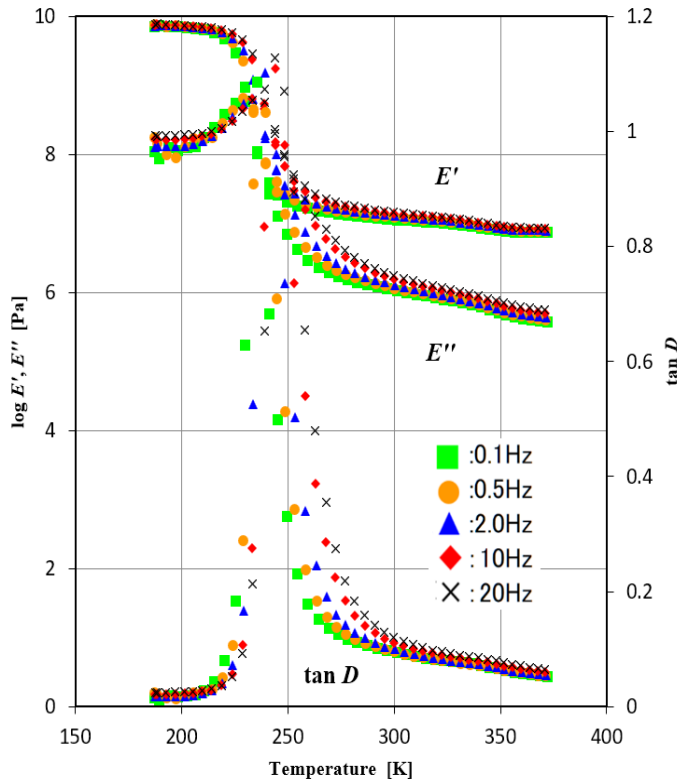 10
8
6
4
2
0
log E', E'' [Pa]
1.2
1
0.8
0.6
0.4
0.2
0
tan D
E'
E''
:0.1Hz
:0.5Hz
:2.0Hz
: 10Hz
: 20Hz
tan D
150
200
250
300
350
400
Temperature [K]